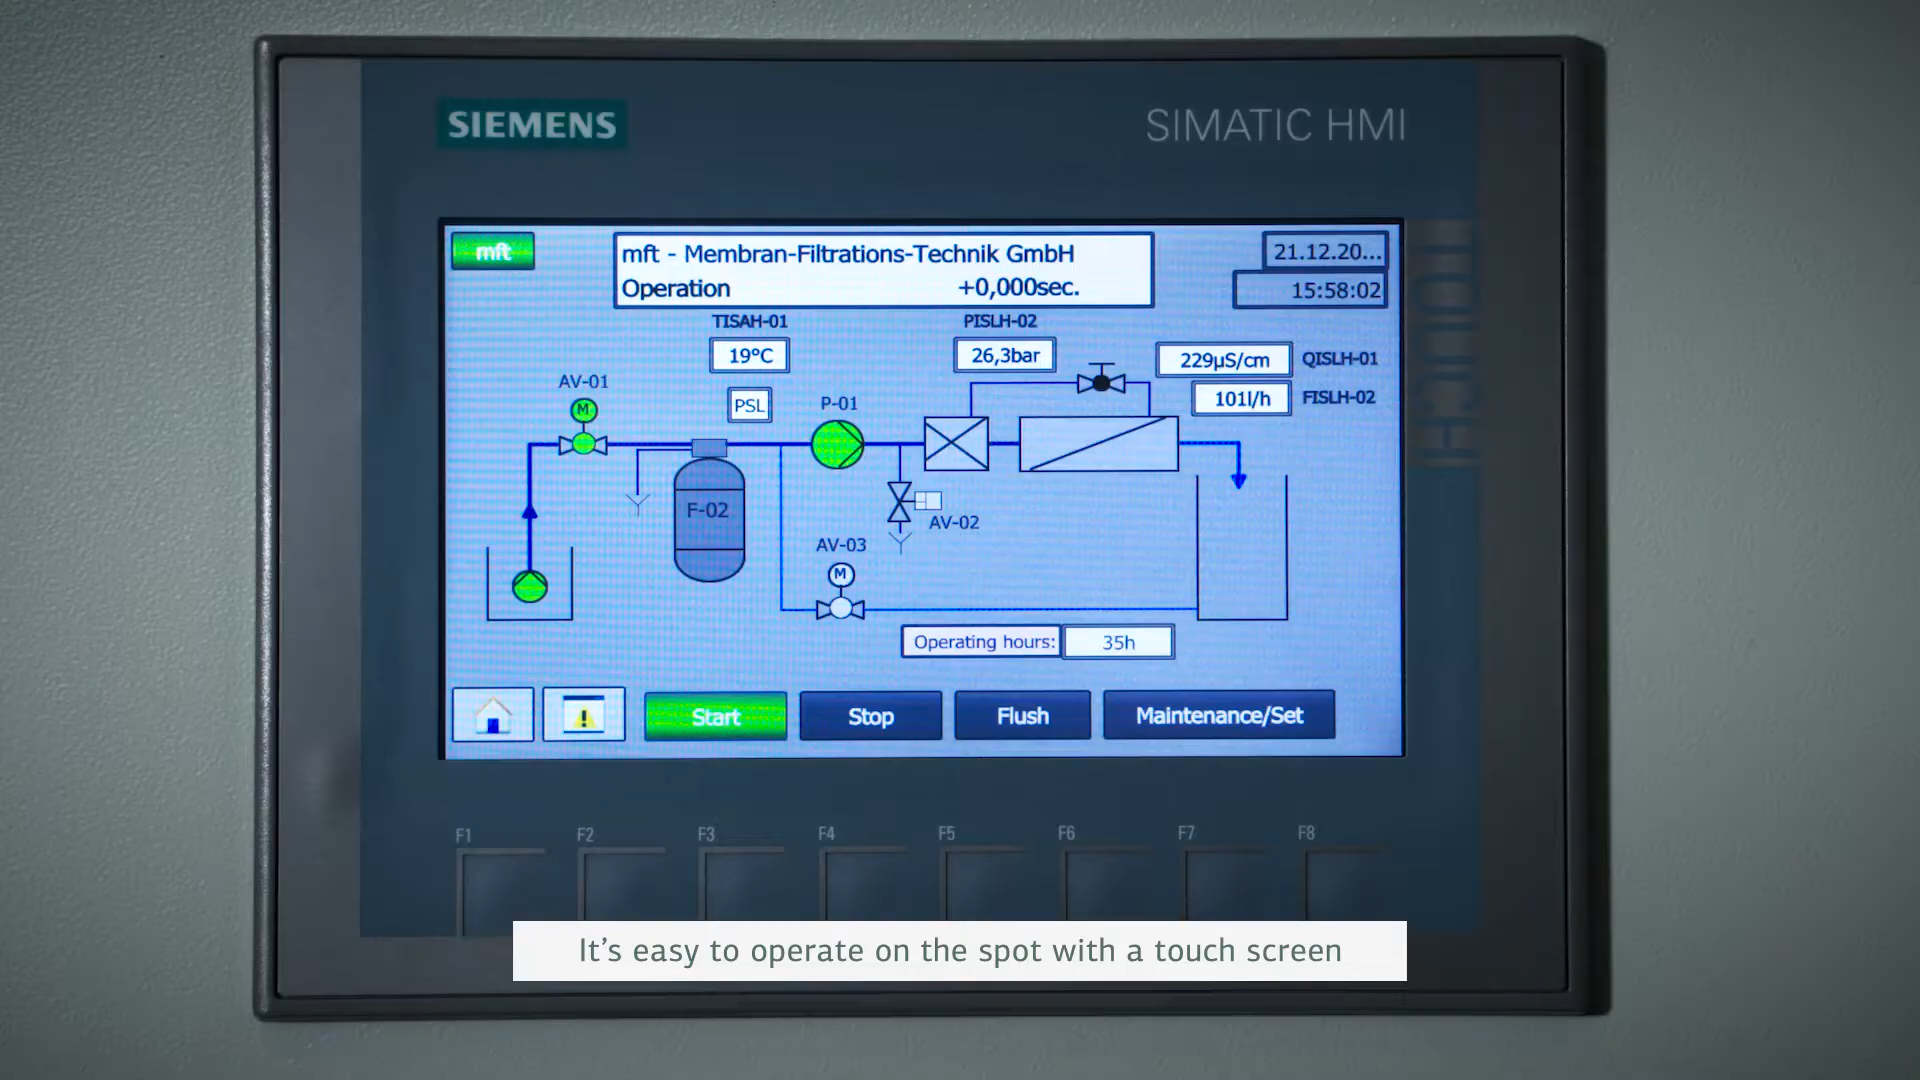 SIEMENS
SIMATIC HMI
TOUCH
mft
mft - Membran-Filtrations-Technik GmbH
Operation +0,000sec.
21.12.20...
15:58:02
TISAH-01
19°C
PISLH-02
26,3bar
229µS/cm QISLH-01
101l/h FISLH-02
AV-01
M
PSL
P-01
F-02
AV-02
AV-03
M
Operating hours: 35h
Start
Stop
Flush
Maintenance/Set
F1 F2 F3 F4 F5 F6 F7 F8
It’s easy to operate on the spot with a touch screen